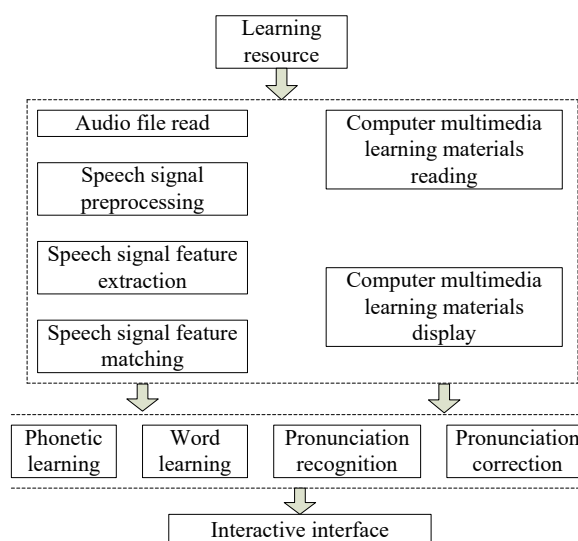 Learning
resource
Audio file read
Speech signal
preprocessing
Speech signal feature
extraction
Speech signal feature
matching
Computer multimedia
learning materials
reading
Computer multimedia
learning materials
display
Phonetic
learning
Word
learning
Pronunciation
recognition
Pronunciation
correction
Interactive interface